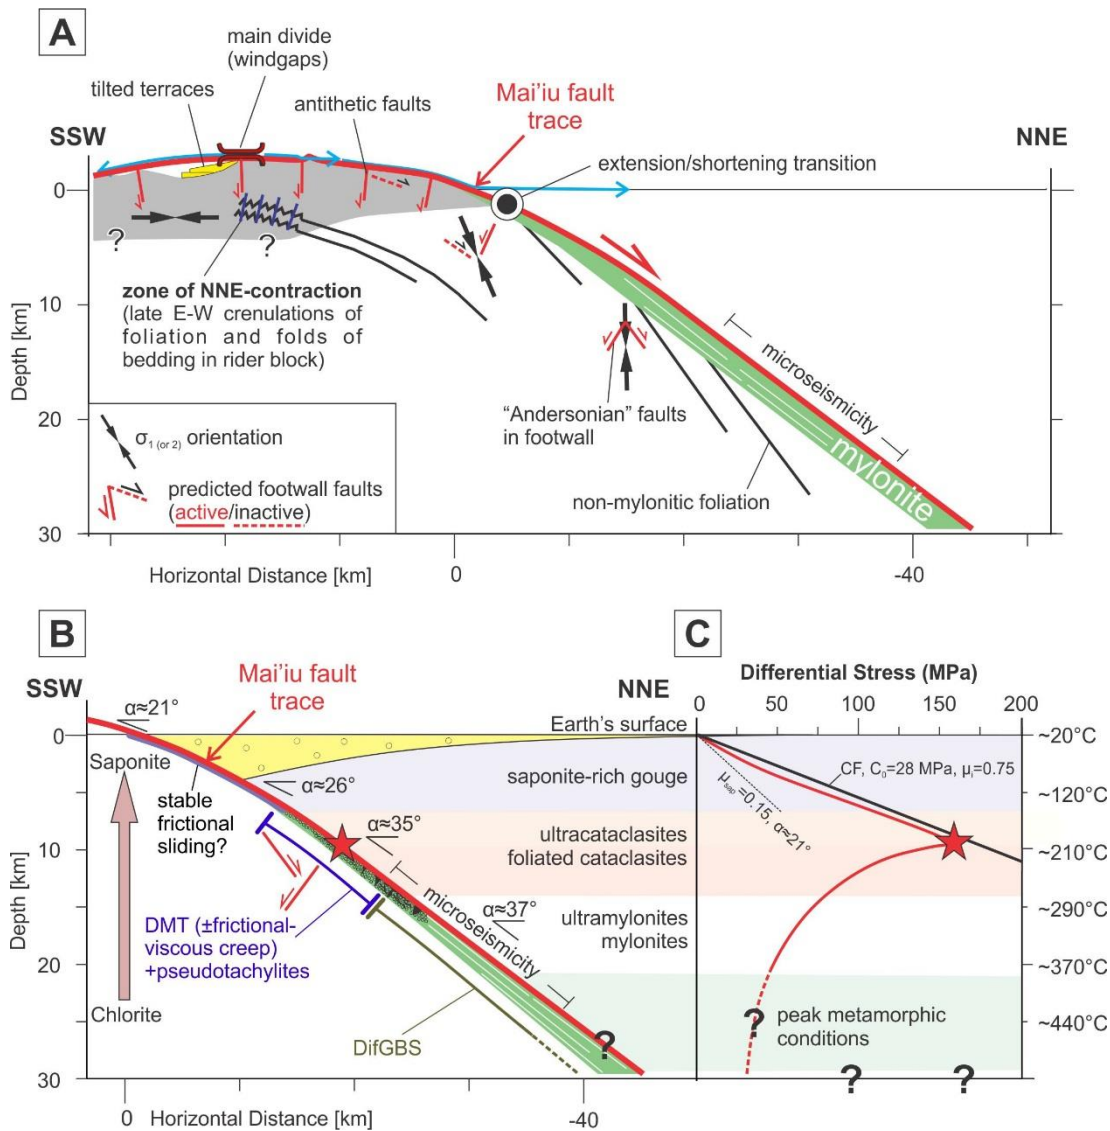 A
main divide
(windgaps)
tilted terraces
antithetic faults
Mai'iu fault
trace
SSW
NNE
extension/shortening transition
0
?
?
zone of NNE-contraction
(late E-W crenulations of
foliation and folds of
bedding in rider block)
10
Depth [km]
microseismicity
"Andersonian" faults
in footwall
20
σ1 (or 2) orientation
mylonite
non-mylonitic foliation
predicted footwall faults
(active/inactive)
30
Horizontal Distance [km]
0
-40
B
C
Mai'iu fault
trace
SSW
NNE
Differential Stress (MPa)
α≈21°
Earth's surface
0
50
100
150
200
0
~20°C
Saponite
saponite-rich gouge
CF, C0=28 MPa, μi=0.75
α≈26°
μsap=0.15, α≈21°
~120°C
stable
frictional
sliding?
α≈35°
ultracataclasites
foliated cataclasites
10
~210°C
Depth [km]
microseismicity
α≈37°
ultramylonites
mylonites
~290°C
DMT (±frictional-
viscous creep)
+pseudotachylites
20
~370°C
Chlorite
DifGBS
?
?
peak metamorphic
conditions
~440°C
?
?
30
0
Horizontal Distance [km]
-40